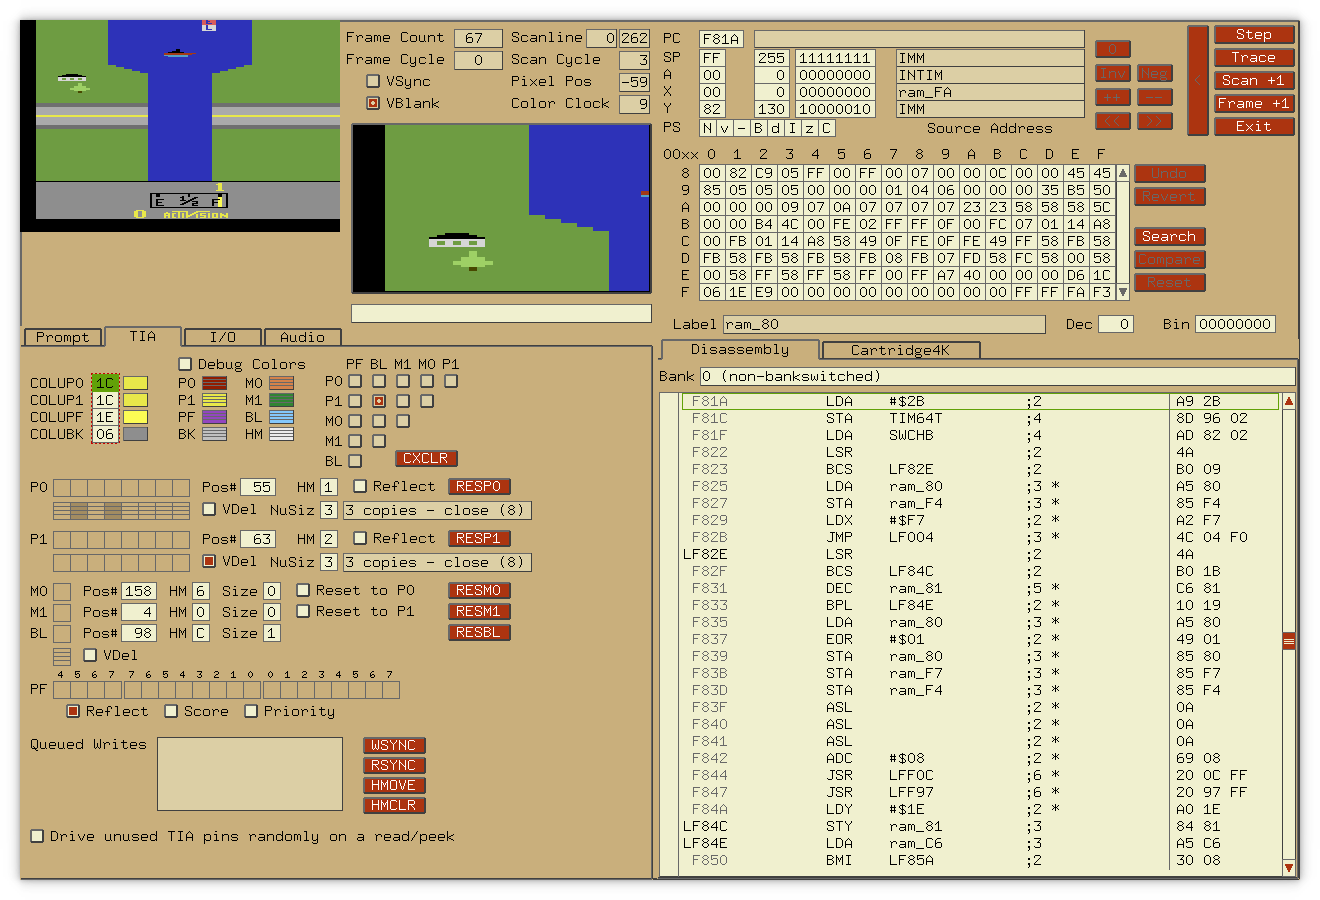 Frame Count 67 Scanline 0 262
Frame Cycle 0 Scan Cycle 3
VSync Pixel Pos -59
VBlank Color Clock 9
E 1/2 F
1
0 ACTIVISION
PC F81A
SP FF 255 11111111 IMM
A 00 0 00000000 INTIM
X 00 0 00000000 ram_FA
Y 82 130 10000010 IMM
PS N v - B d I z C Source Address
0
Inv Neg
++ --
<< >>
<
Step
Trace
Scan +1
Frame +1
Exit
00xx 0 1 2 3 4 5 6 7 8 9 A B C D E F
8 00 82 C9 05 FF 00 FF 00 07 00 00 0C 00 00 45 45
9 85 05 05 05 00 00 00 01 04 06 00 00 00 35 B5 50
A 00 00 00 09 07 0A 07 07 07 07 23 23 58 58 58 5C
B 00 00 B4 4C 00 FE 02 FF FF 0F 00 FC 07 01 14 A8
C 00 FB 01 14 A8 58 49 0F FE 0F FE 49 FF 58 FB 58
D FB 58 FB 58 FB 58 FB 08 FB 07 FD 58 FC 58 00 58
E 00 58 FF 58 FF 58 FF 00 FF A7 40 00 00 00 D6 1C
F 06 1E E9 00 00 00 00 00 00 00 00 00 FF FF FA F3
Undo
Revert
Search
Compare
Reset
Label ram_80 Dec 0 Bin 00000000
Prompt TIA I/O Audio
Debug Colors
COLUP0 1C P0 M0
COLUP1 1C P1 M1
COLUPF 1E PF BL
COLUBK 06 BK HM
PF BL M1 M0 P1
P0
P1
M0
M1
BL CXCLR
P0 Pos# 55 HM 1 Reflect RESP0
VDel NuSiz 3 3 copies - close (8)
P1 Pos# 63 HM 2 Reflect RESP1
VDel NuSiz 3 3 copies - close (8)
M0 Pos# 158 HM 6 Size 0 Reset to P0 RESM0
M1 Pos# 4 HM 0 Size 0 Reset to P1 RESM1
BL Pos# 98 HM C Size 1 RESBL
VDel
4 5 6 7 7 6 5 4 3 2 1 0 0 1 2 3 4 5 6 7
PF
Reflect Score Priority
Queued Writes
WSYNC
RSYNC
HMOVE
HMCLR
Drive unused TIA pins randomly on a read/peek
Disassembly Cartridge4K
Bank 0 (non-bankswitched)
F81A LDA #$2B ;2 A9 2B
F81C STA TIM64T ;4 8D 96 02
F81F LDA SWCHB ;4 AD 82 02
F822 LSR ;2 4A
F823 BCS LF82E ;2 B0 09
F825 LDA ram_80 ;3 * A5 80
F827 STA ram_F4 ;3 * 85 F4
F829 LDX #$F7 ;2 * A2 F7
F82B JMP LF004 ;3 * 4C 04 F0
LF82E LSR ;2 4A
F82F BCS LF84C ;2 B0 1B
F831 DEC ram_81 ;5 * C6 81
F833 BPL LF84E ;2 * 10 19
F835 LDA ram_80 ;3 * A5 80
F837 EOR #$01 ;2 * 49 01
F839 STA ram_80 ;3 * 85 80
F83B STA ram_F7 ;3 * 85 F7
F83D STA ram_F4 ;3 * 85 F4
F83F ASL ;2 * 0A
F840 ASL ;2 * 0A
F841 ASL ;2 * 0A
F842 ADC #$08 ;2 * 69 08
F844 JSR LFF0C ;6 * 20 0C FF
F847 JSR LFF97 ;6 * 20 97 FF
F84A LDY #$1E ;2 * A0 1E
LF84C STY ram_81 ;3 84 81
LF84E LDA ram_C6 ;3 A5 C6
F850 BMI LF85A ;2 30 08